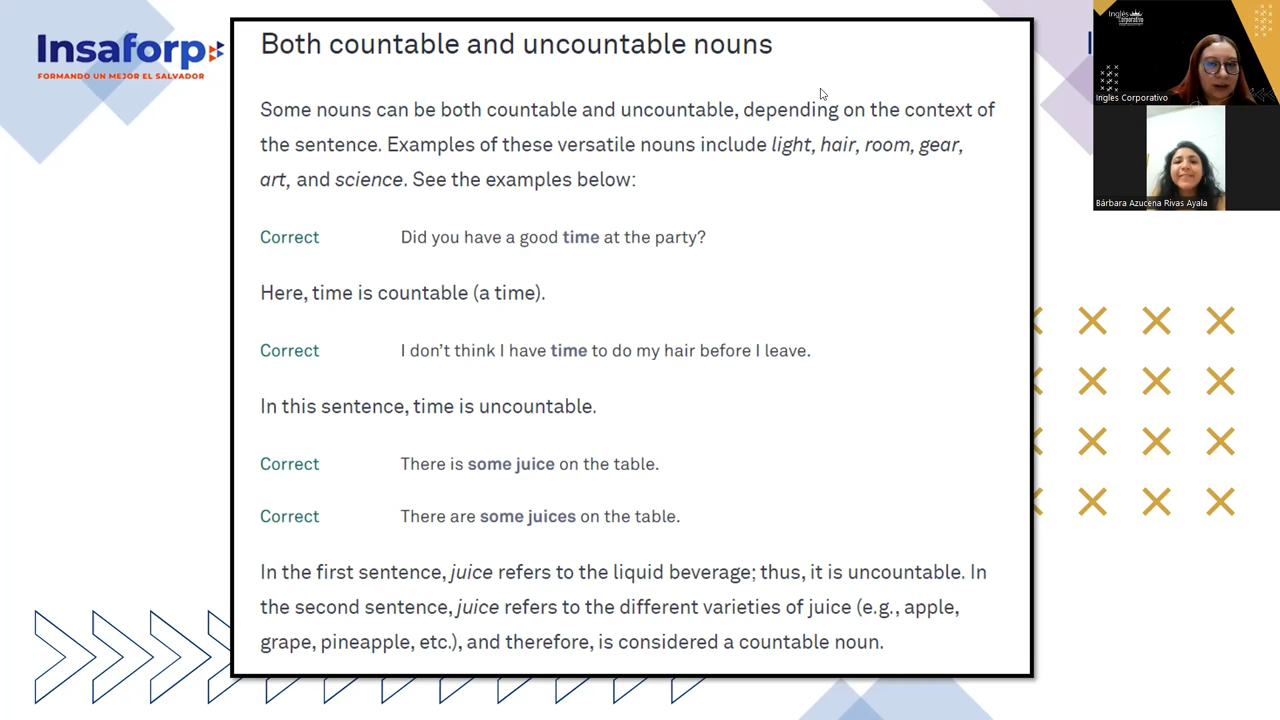 Insaforp
FORMANDO UN MEJOR EL SALVADOR
Both countable and uncountable nouns
Some nouns can be both countable and uncountable, depending on the context of
the sentence. Examples of these versatile nouns include light, hair, room, gear,
art, and science. See the examples below:
Correct Did you have a good time at the party?
Here, time is countable (a time).
Correct I don’t think I have time to do my hair before I leave.
In this sentence, time is uncountable.
Correct There is some juice on the table.
Correct There are some juices on the table.
In the first sentence, juice refers to the liquid beverage; thus, it is uncountable. In
the second sentence, juice refers to the different varieties of juice (e.g., apple,
grape, pineapple, etc.), and therefore, is considered a countable noun.
Inglés
Corporativo
Ingles Corporativo
Bárbara Azucena Rivas Ayala